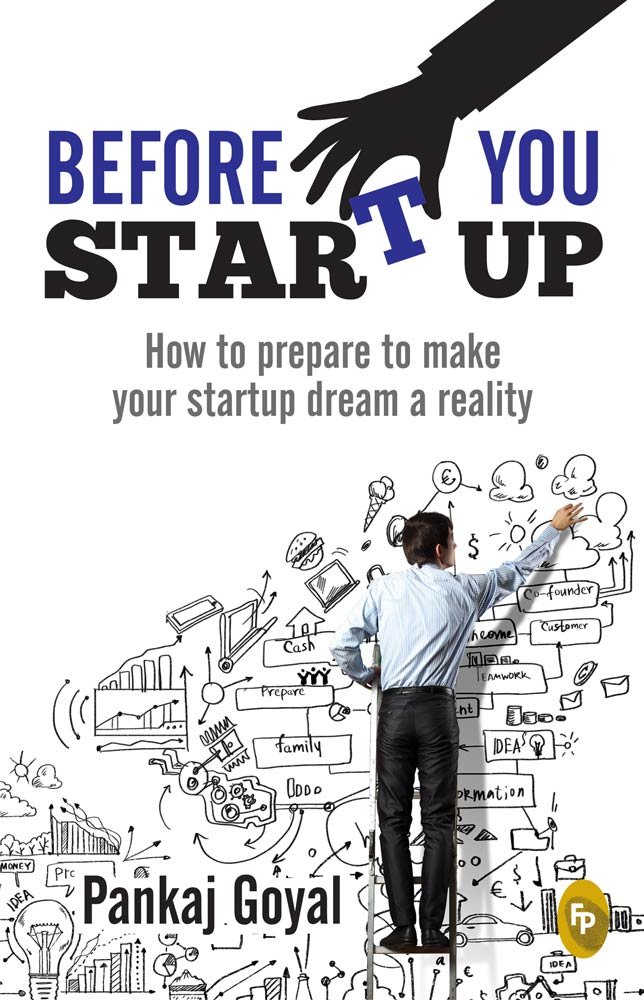 BEFORE YOU
START UP
How to prepare to make
your startup dream a reality
€
$
Co-founder
Cash
Customer
Prepare
TEAMWORK
family
IDEAS
MONEY
IDEA
Pankaj Goyal
€
$
FP
IDEA
€